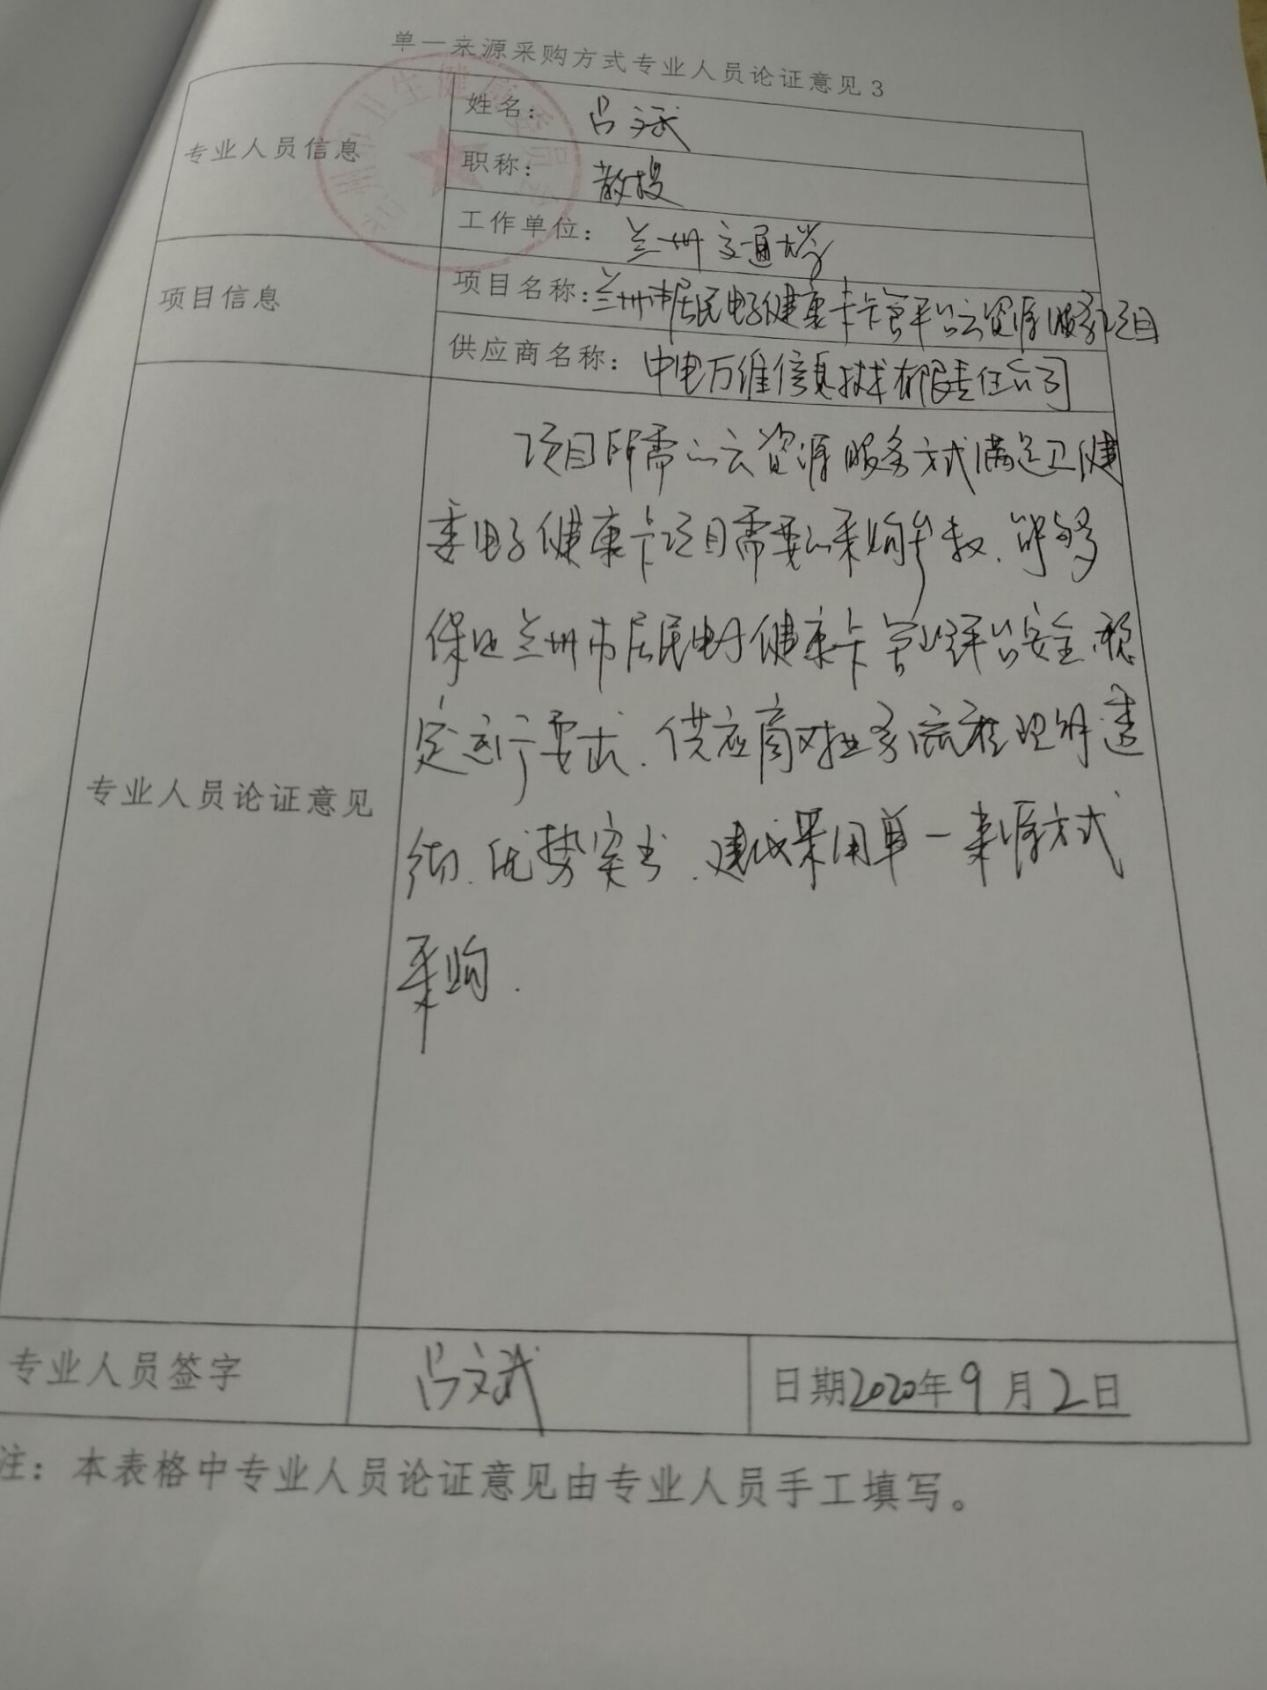 单一来源采购方式专业人员论证意见3
专业人员信息
姓名：吕文斌
职称：教授
工作单位：兰州交通大学
项目信息
项目名称：兰州市居民电子健康卡卡管平台云资源服务项目
供应商名称：中电万维信息技术有限责任公司
专业人员论证意见
项目所需的云资源服务方式满足卫健
委电子健康卡项目需要的采购参数，能够
保证兰州市居民电子健康卡管理平台安全、稳
定运行要求，供应商对业务流程理解透
彻，优势突出，建议采用单一来源方式
采购.
专业人员签字
吕文斌
日期2020年9月2日
注：本表格中专业人员论证意见由专业人员手工填写。